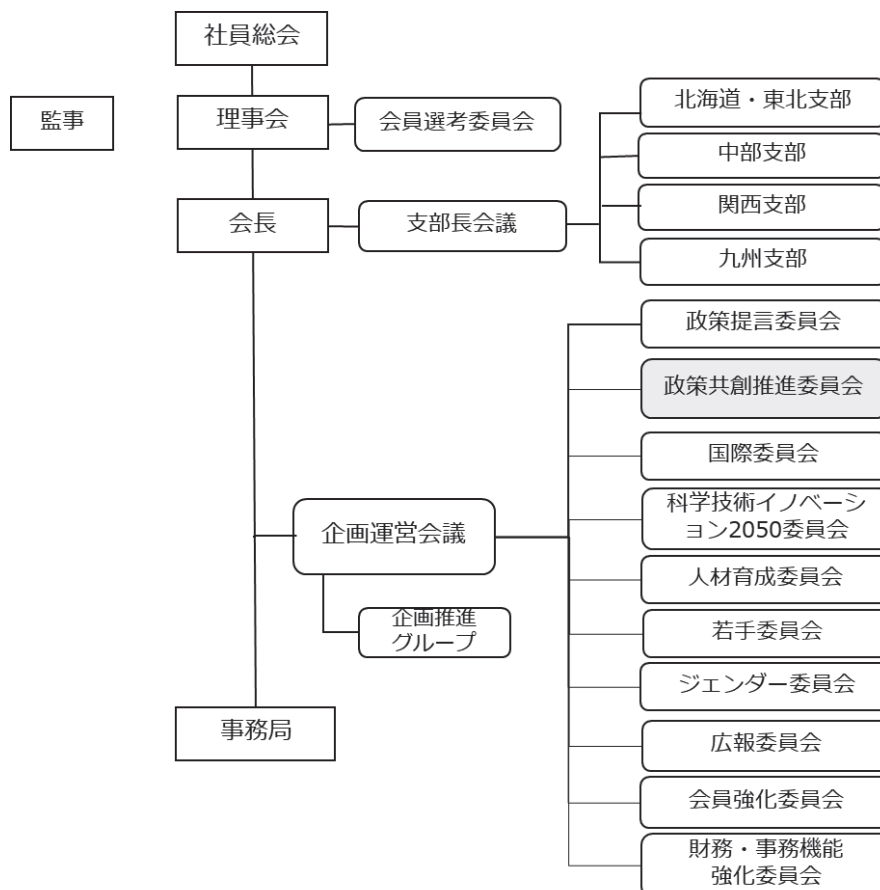 社員総会
監事
理事会
会員選考委員会
会長
支部長会議
北海道・東北支部
中部支部
関西支部
九州支部
政策提言委員会
政策共創推進委員会
国際委員会
科学技術イノベーシ
ョン2050委員会
人材育成委員会
若手委員会
ジェンダー委員会
広報委員会
会員強化委員会
財務・事務機能
強化委員会
企画運営会議
企画推進
グループ
事務局